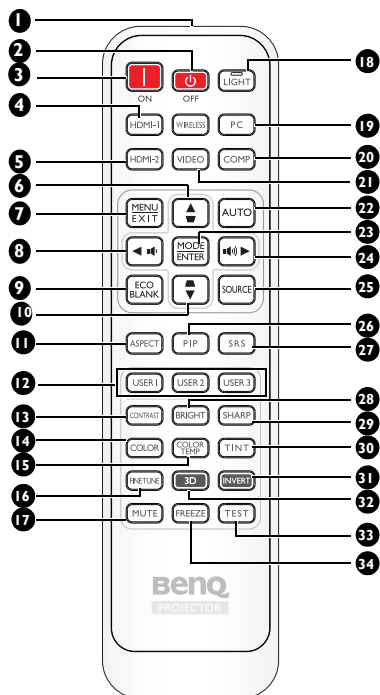 1
2
3
18
LIGHT
ON OFF
4
HDMI-1 WIRELESS PC
19
5
HDMI-2 VIDEO COMP
20
21
6
7
MENU
EXIT
AUTO
22
23
8
MODE
ENTER
24
9
ECO
BLANK
SOURCE
25
10
26
11
ASPECT PIP SRS
27
12
USER 1 USER 2 USER 3
28
13
CONTRAST BRIGHT SHARP
29
14
COLOR COLOR
TEMP TINT
30
15
31
16
FINETUNE 3D INVERT
32
17
MUTE FREEZE TEST
33
34
BenQ
PROJECTOR